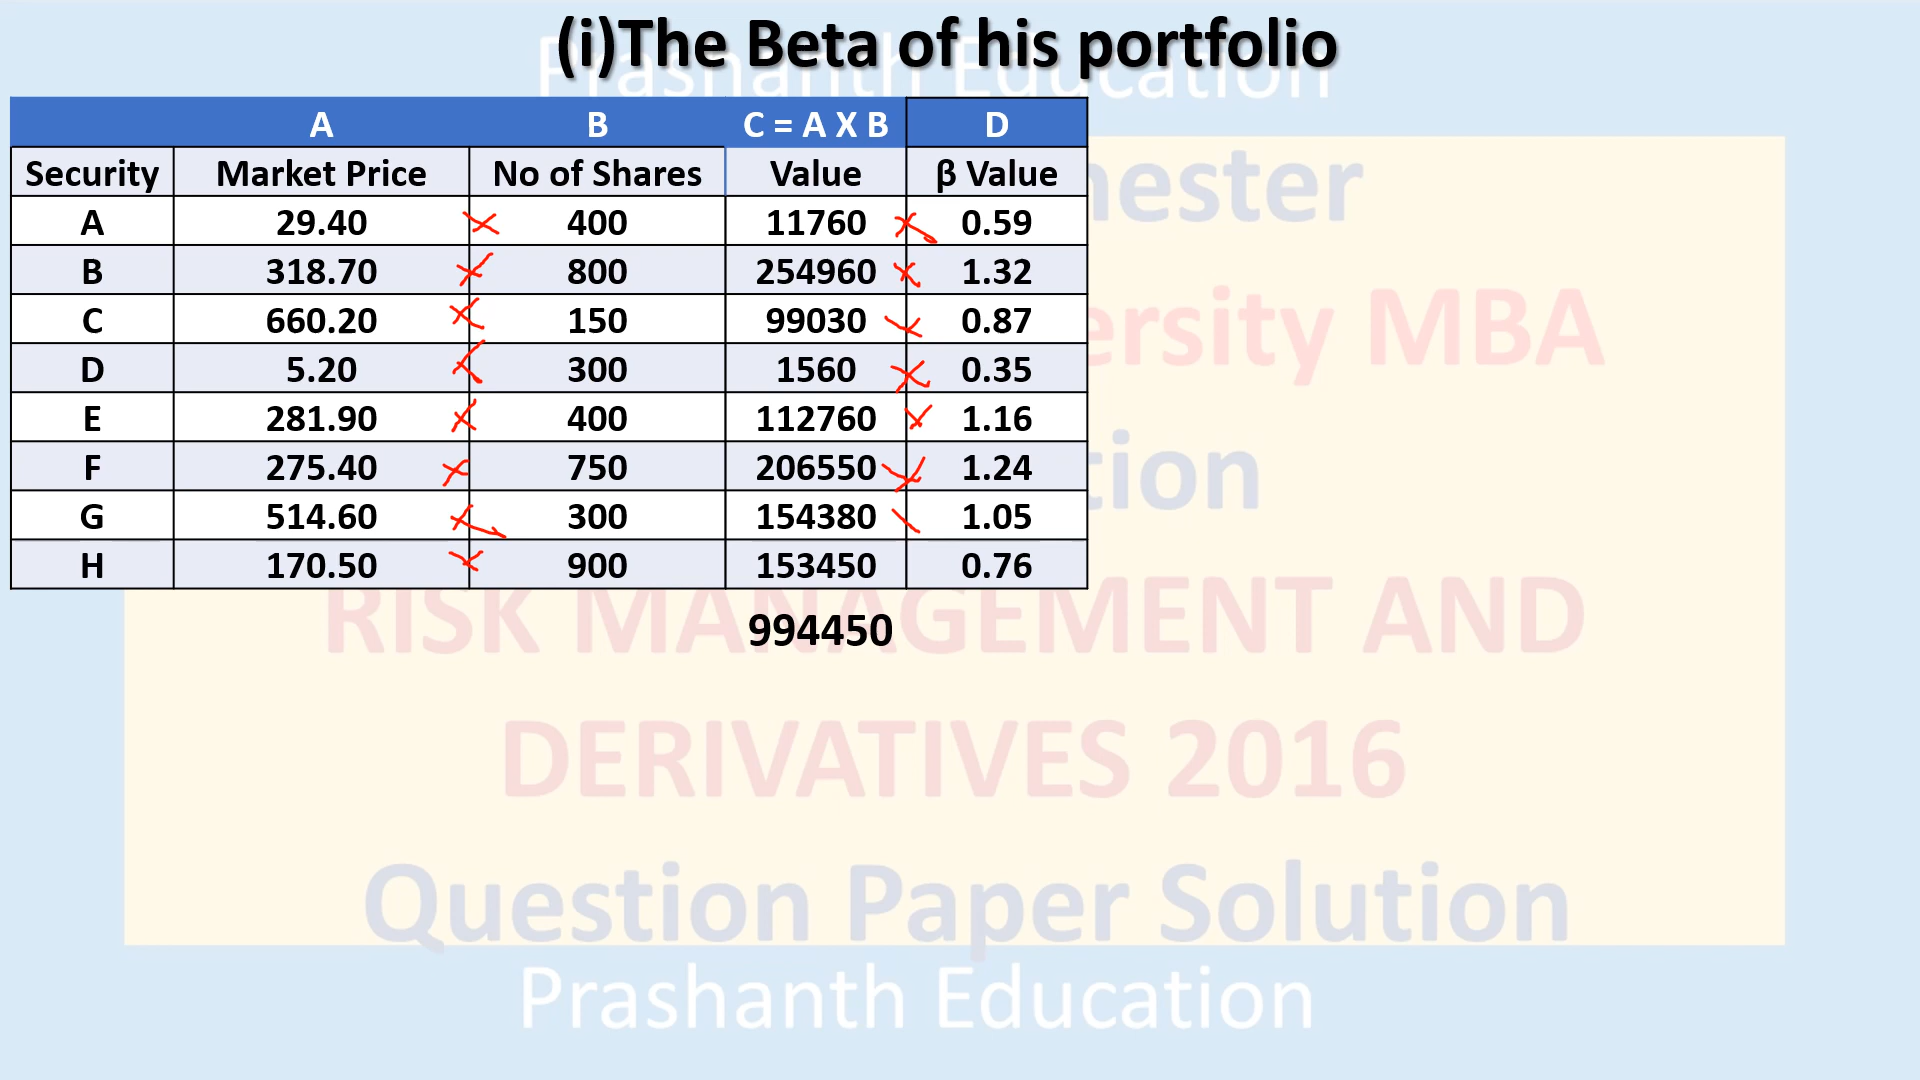 (i)The Beta of his portfolio
Prashanth Education
A B C = A X B D
Security Market Price No of Shares Value β Value
A 29.40 400 11760 0.59
B 318.70 800 254960 1.32
C 660.20 150 99030 0.87
D 5.20 300 1560 0.35
E 281.90 400 112760 1.16
F 275.40 750 206550 1.24
G 514.60 300 154380 1.05
H 170.50 900 153450 0.76
994450
RISK MANAGEMENT AND
DERIVATIVES 2016
Question Paper Solution
Prashanth Education